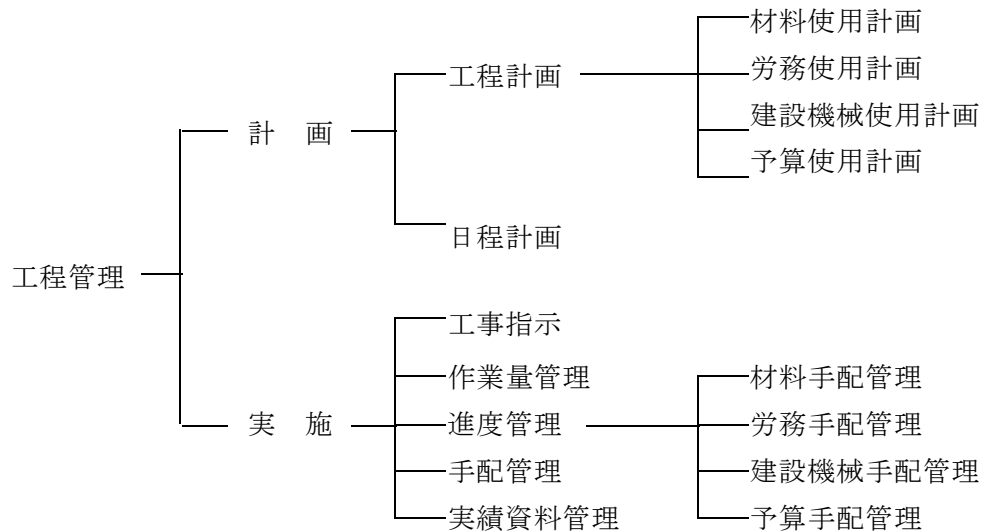 工程管理
計　画
工程計画
材料使用計画
労務使用計画
建設機械使用計画
予算使用計画
日程計画
実　施
工事指示
作業量管理
進度管理
手配管理
実績資料管理
材料手配管理
労務手配管理
建設機械手配管理
予算手配管理